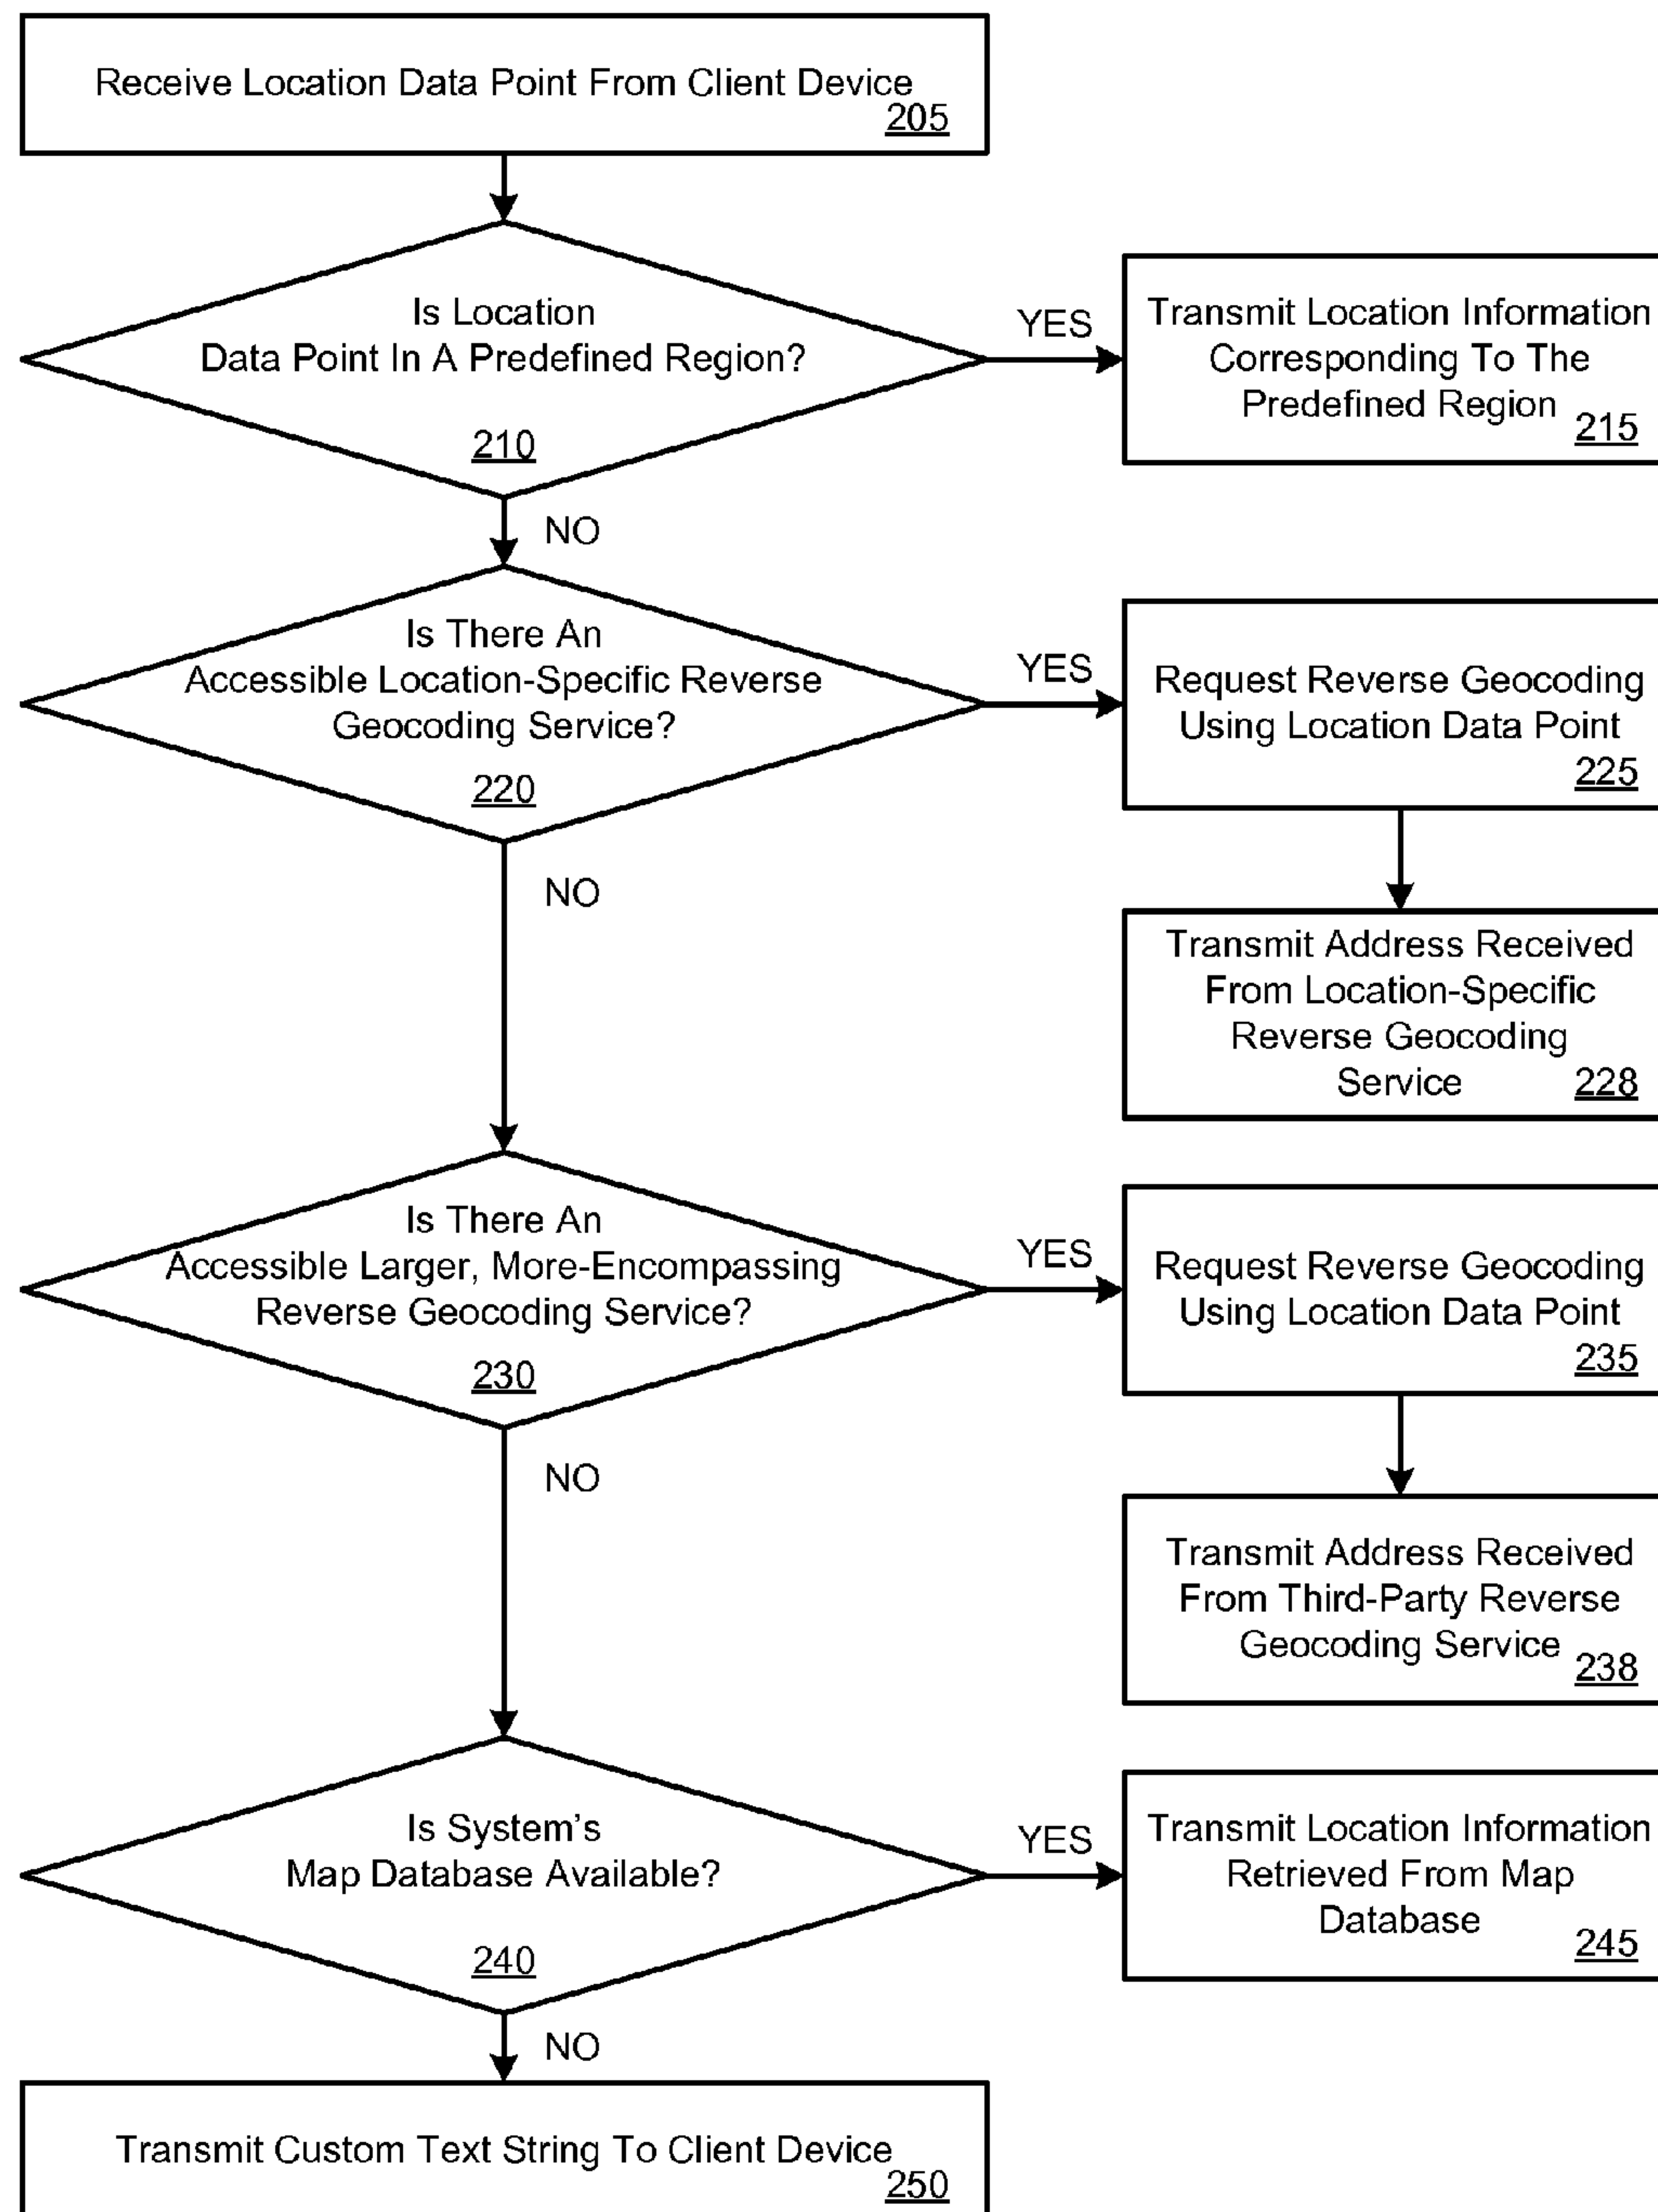 Receive Location Data Point From Client Device
205
Is Location
Data Point In A Predefined Region?
210
YES
Transmit Location Information
Corresponding To The
Predefined Region
215
NO
Is There An
Accessible Location-Specific Reverse
Geocoding Service?
220
YES
Request Reverse Geocoding
Using Location Data Point
225
NO
Transmit Address Received
From Location-Specific
Reverse Geocoding
Service
228
Is There An
Accessible Larger, More-Encompassing
Reverse Geocoding Service?
230
YES
Request Reverse Geocoding
Using Location Data Point
235
NO
Transmit Address Received
From Third-Party Reverse
Geocoding Service
238
Is System's
Map Database Available?
240
YES
Transmit Location Information
Retrieved From Map
Database
245
NO
Transmit Custom Text String To Client Device
250